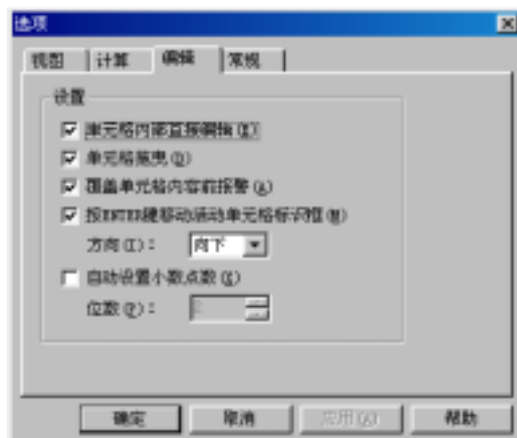 选项
视图 计算 编辑 常规
设置
单元格内部直接编辑(E)
单元格拖曳(D)
覆盖单元格内容前报警(A)
按ENTER键移动活动单元格标识框(M)
方向(I): 向下
自动设置小数点数(X)
位数(P): 2
确定 取消 应用(A) 帮助